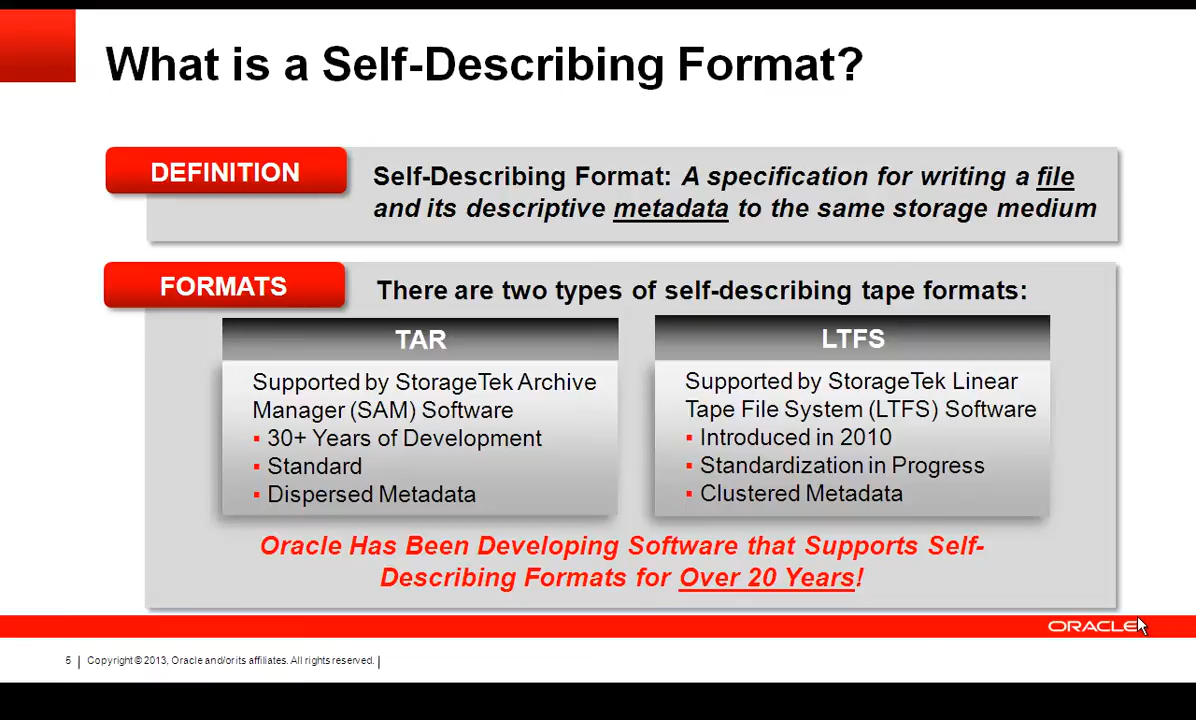 What is a Self-Describing Format?
DEFINITION
Self-Describing Format: A specification for writing a file
and its descriptive metadata to the same storage medium
FORMATS
There are two types of self-describing tape formats:
TAR
Supported by StorageTek Archive
Manager (SAM) Software
▪ 30+ Years of Development
▪ Standard
▪ Dispersed Metadata
LTFS
Supported by StorageTek Linear
Tape File System (LTFS) Software
▪ Introduced in 2010
▪ Standardization in Progress
▪ Clustered Metadata
Oracle Has Been Developing Software that Supports Self-
Describing Formats for Over 20 Years!
ORACLE
5 | Copyright © 2013, Oracle and/or its affiliates. All rights reserved. |